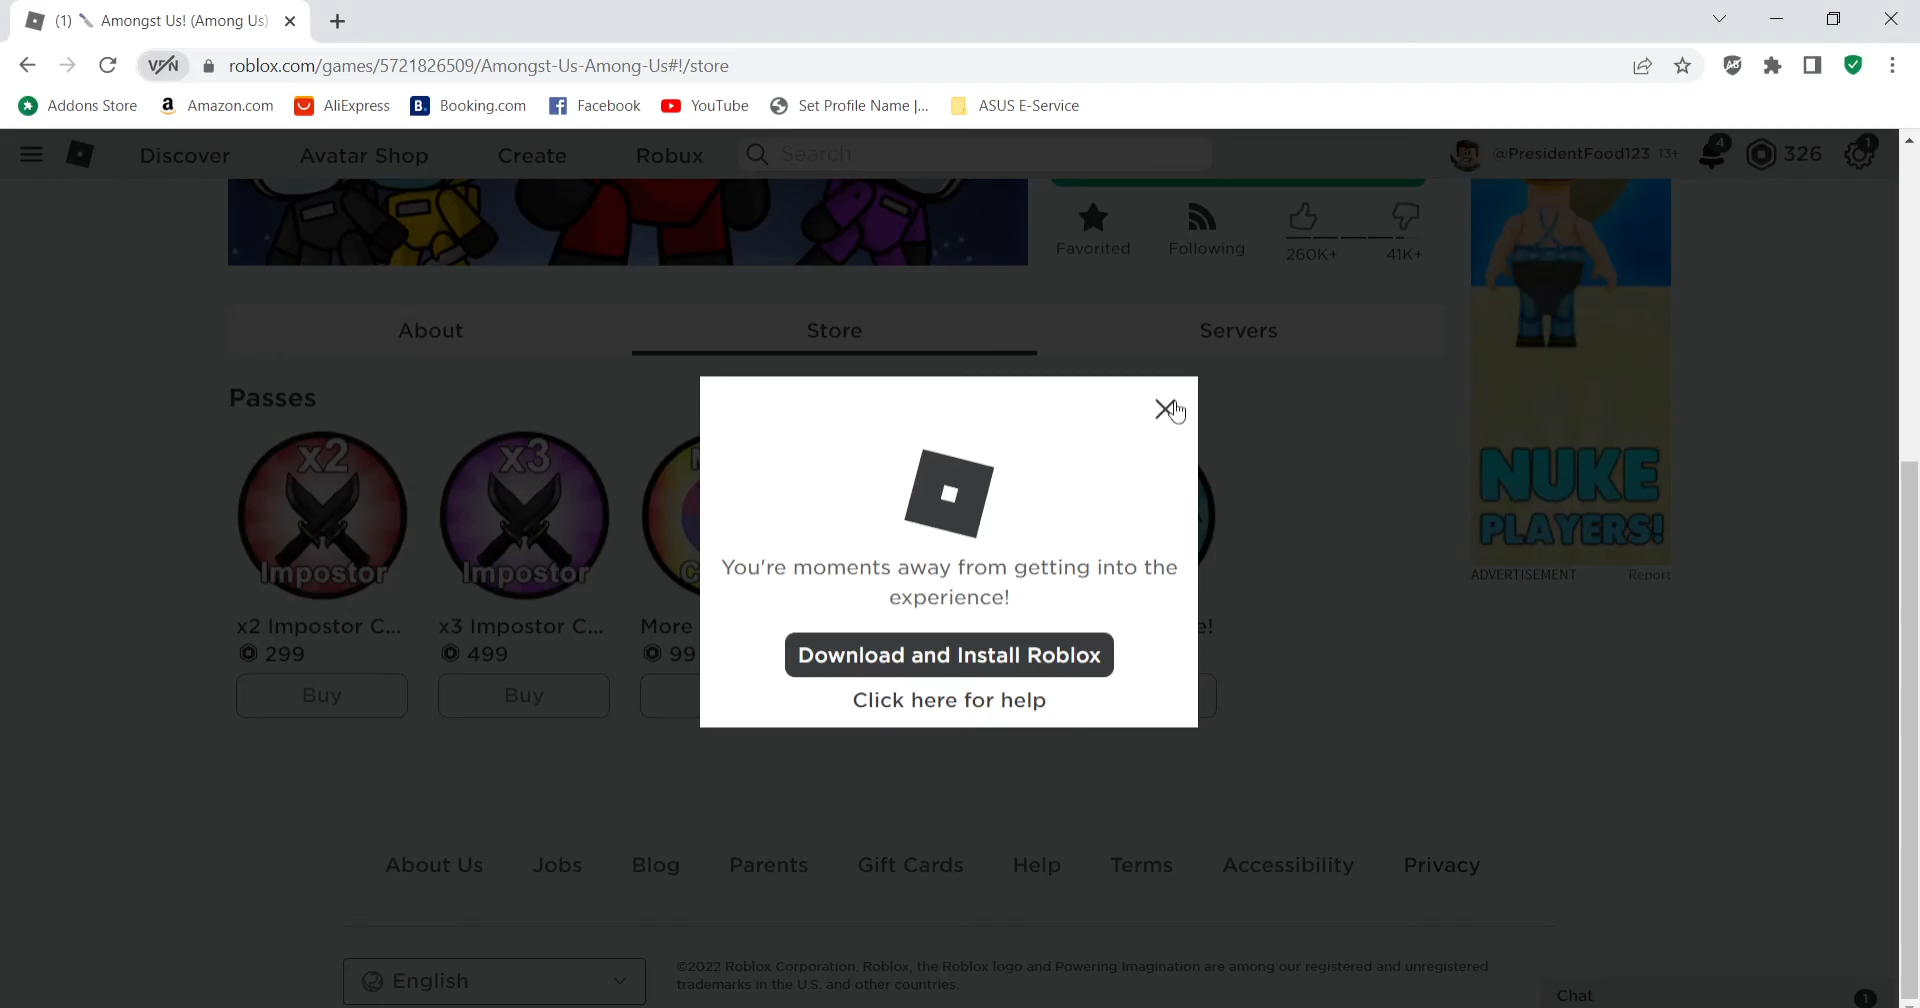 (1) Amongst Us! (Among Us)
VPN
roblox.com/games/5721826509/Amongst-Us-Among-Us#!/store
Addons Store Amazon.com AliExpress Booking.com Facebook YouTube Set Profile Name |... ASUS E-Service
Discover Avatar Shop Create Robux Search @PresidentFood123 13+ 4 326 1
Favorited Following 260K+ 41K+
About Store Servers
Passes
x2 x3
Impostor Impostor
NUKE
PLAYERS!
ADVERTISEMENT Report
You're moments away from getting into the
experience!
x2 Impostor C... x3 Impostor C... More
299 499 99
Download and Install Roblox
Buy Buy
Click here for help
About Us Jobs Blog Parents Gift Cards Help Terms Accessibility Privacy
English
©2022 Roblox Corporation. Roblox, the Roblox logo and Powering Imagination are among our registered and unregistered
trademarks in the U.S. and other countries.
Chat 1